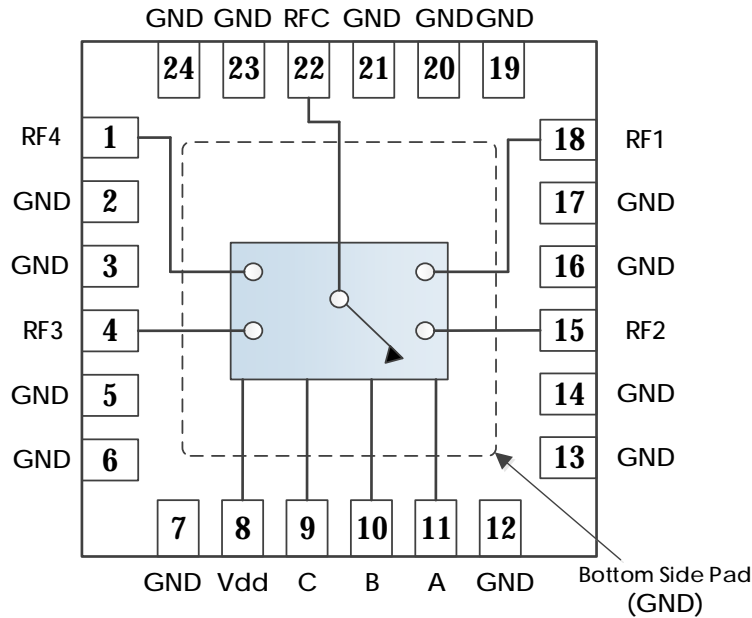 GND GND RFC GND GND GND
24 23 22 21 20 19
RF4 1 18 RF1
GND 2 17 GND
GND 3 16 GND
RF3 4 15 RF2
GND 5 14 GND
GND 6 13 GND
7 8 9 10 11 12
GND Vdd C B A GND
Bottom Side Pad
(GND)